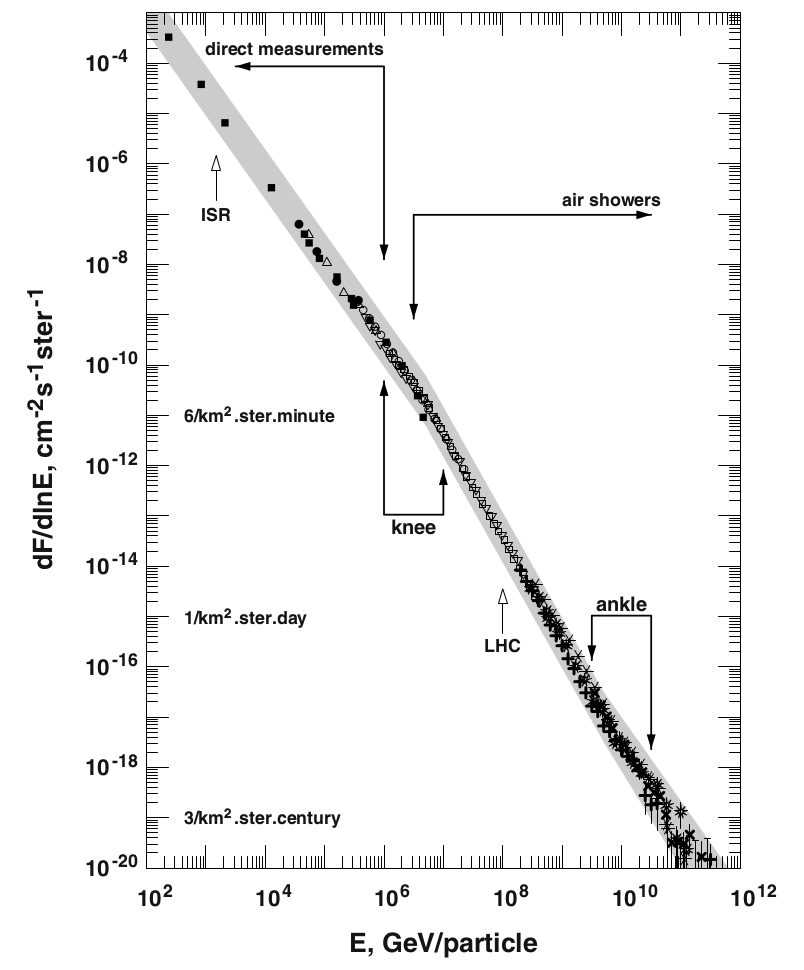 direct measurements
10⁻⁴
10⁻⁶
ISR
air showers
10⁻⁸
10⁻¹⁰
6/km².ster.minute
10⁻¹²
knee
10⁻¹⁴
1/km².ster.day
ankle
LHC
10⁻¹⁶
10⁻¹⁸
3/km².ster.century
10⁻²⁰
dF/dlnE, cm⁻²s⁻¹ster⁻¹
10² 10⁴ 10⁶ 10⁸ 10¹⁰ 10¹²
E, GeV/particle